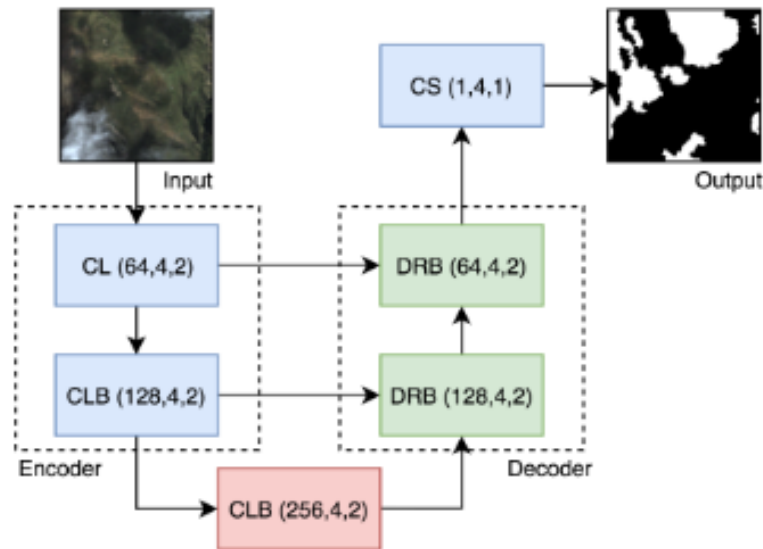 Input
Output
CS (1,4,1)
CL (64,4,2)
DRB (64,4,2)
CLB (128,4,2)
DRB (128,4,2)
Encoder
Decoder
CLB (256,4,2)